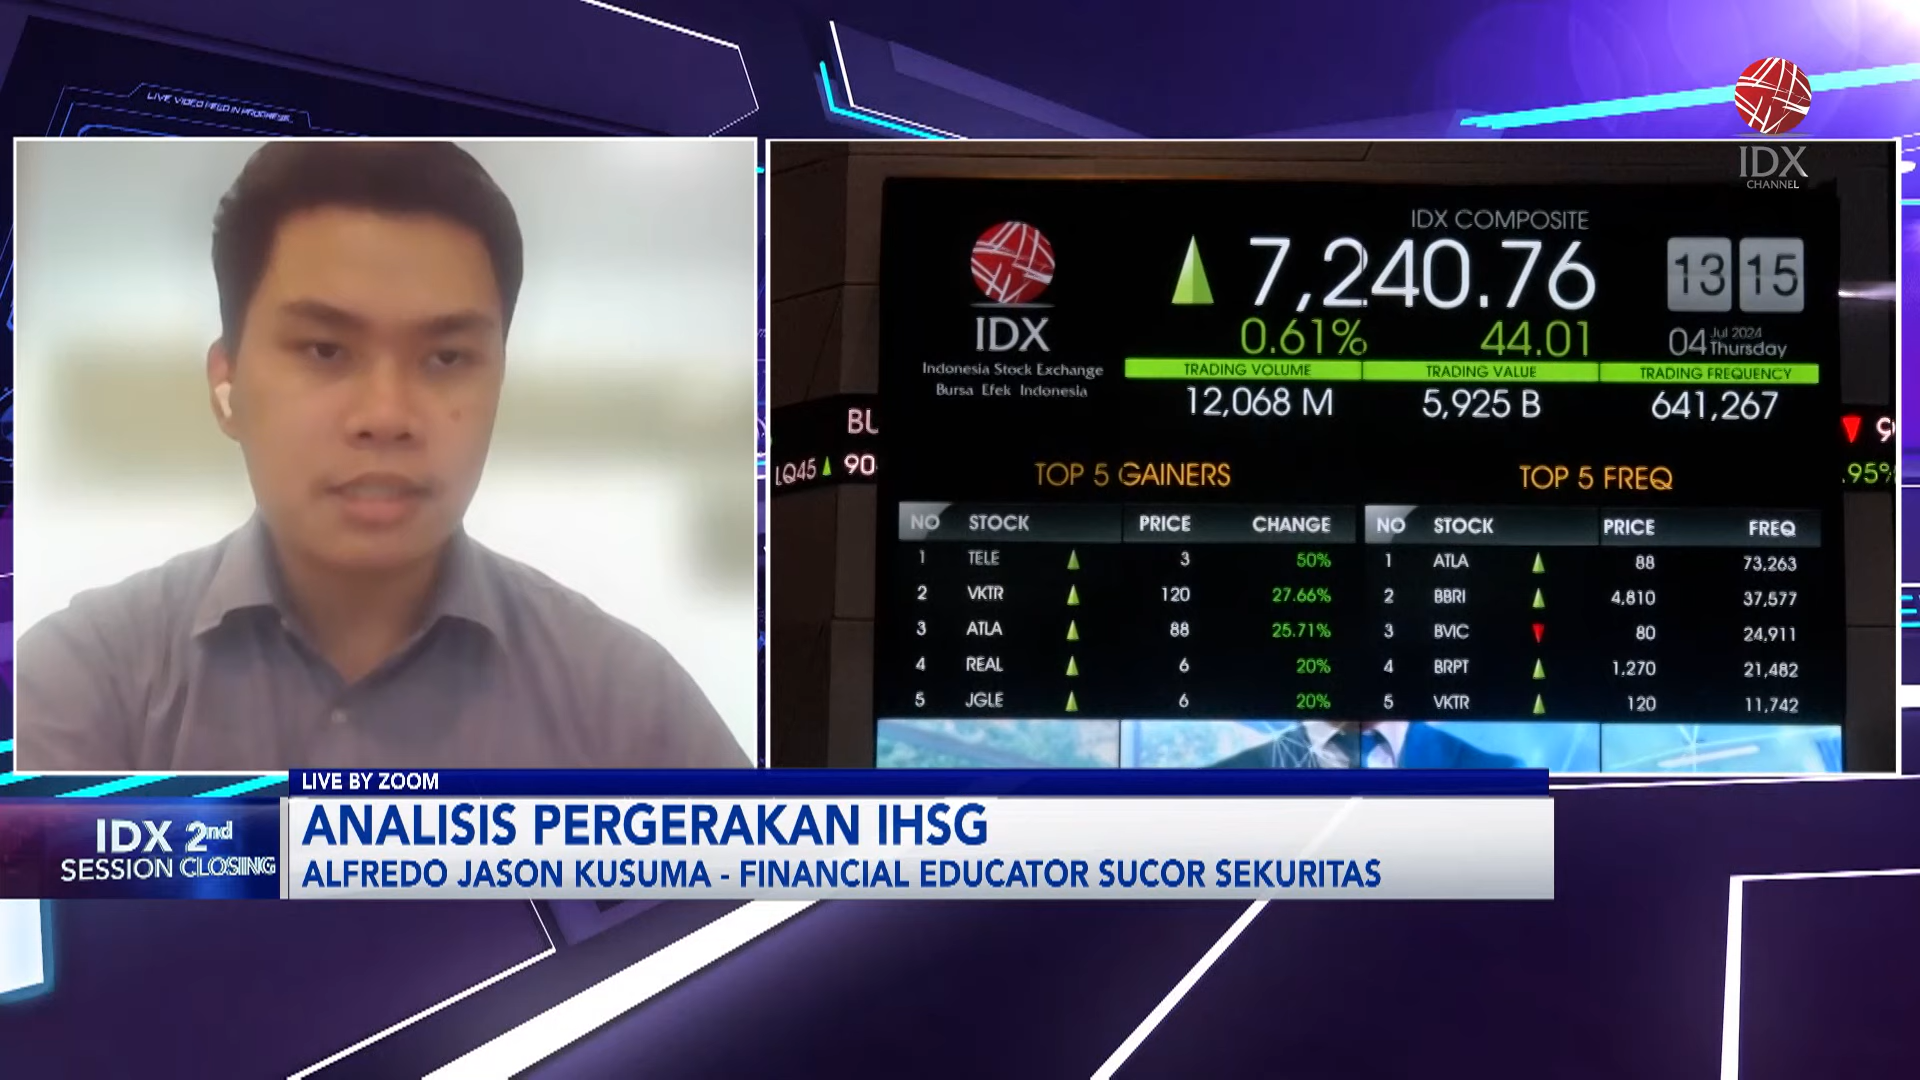 LIVE VIDEO HELD IN PROGRESS...
IDX
CHANNEL
IDX
Indonesia Stock Exchange
Bursa Efek Indonesia
IDX COMPOSITE
7,240.76
0.61% 44.01
13 15
04 Jul 2024
Thursday
TRADING VOLUME TRADING VALUE TRADING FREQUENCY
12,068 M 5,925 B 641,267
BU
LQ45 90
9
.95%
TOP 5 GAINERS
NO STOCK PRICE CHANGE
1 TELE 3 50%
2 VKTR 120 27.66%
3 ATLA 88 25.71%
4 REAL 6 20%
5 JGLE 6 20%
TOP 5 FREQ
NO STOCK PRICE FREQ
1 ATLA 88 73,263
2 BBRI 4,810 37,577
3 BVIC 80 24,911
4 BRPT 1,270 21,482
5 VKTR 120 11,742
LIVE BY ZOOM
IDX 2nd
SESSION CLOSING
ANALISIS PERGERAKAN IHSG
ALFREDO JASON KUSUMA - FINANCIAL EDUCATOR SUCOR SEKURITAS